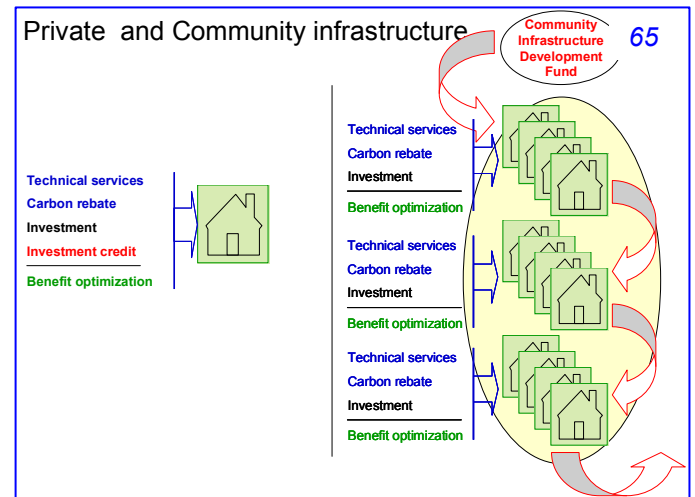 Private and Community infrastructure
Community
Infrastructure
Development
Fund
65
Technical services
Carbon rebate
Investment
Investment credit
Benefit optimization
Technical services
Carbon rebate
Investment
Benefit optimization
Technical services
Carbon rebate
Investment
Benefit optimization
Technical services
Carbon rebate
Investment
Benefit optimization